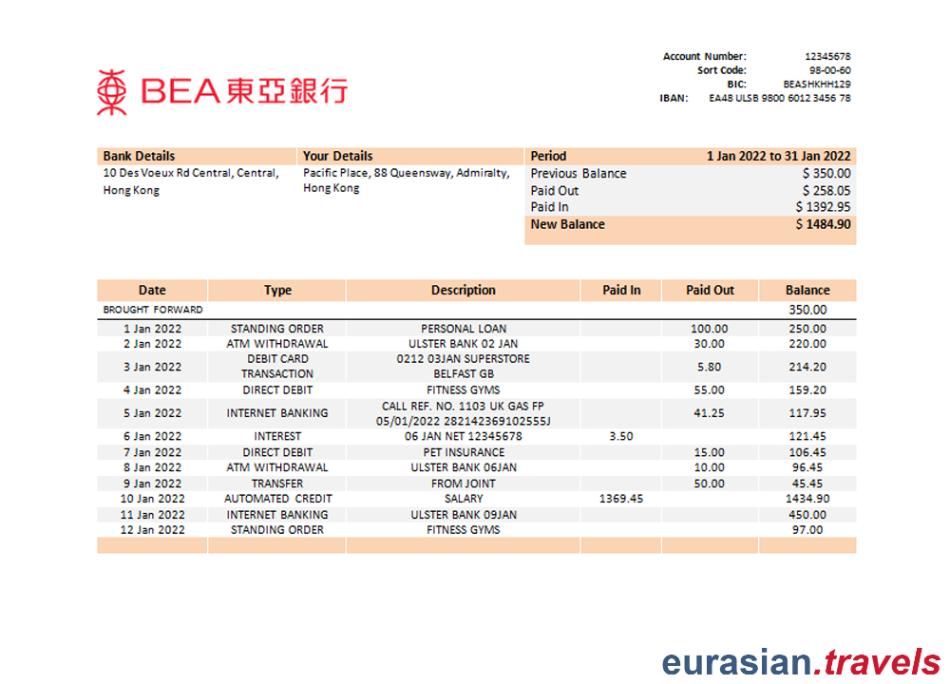 Account Number: 12345678
Sort Code: 98-00-60
BIC: BEASHKHH129
IBAN: EA48 ULSB 9800 6012 3456 78
BEA東亞銀行
Bank Details Your Details Period 1 Jan 2022 to 31 Jan 2022
10 Des Voeux Rd Central, Central, Pacific Place, 88 Queensway, Admiralty, Previous Balance $ 350.00
Hong Kong Hong Kong Paid Out $ 258.05
Paid In $ 1392.95
New Balance $ 1484.90
Date Type Description Paid In Paid Out Balance
BROUGHT FORWARD 350.00
1 Jan 2022 STANDING ORDER PERSONAL LOAN 100.00 250.00
2 Jan 2022 ATM WITHDRAWAL ULSTER BANK 02 JAN 30.00 220.00
3 Jan 2022 DEBIT CARD TRANSACTION 0212 03JAN SUPERSTORE BELFAST GB 5.80 214.20
4 Jan 2022 DIRECT DEBIT FITNESS GYMS 55.00 159.20
5 Jan 2022 INTERNET BANKING CALL REF. NO. 1103 UK GAS FP 05/01/2022 282142369102555J 41.25 117.95
6 Jan 2022 INTEREST 06 JAN NET 12345678 3.50 121.45
7 Jan 2022 DIRECT DEBIT PET INSURANCE 15.00 106.45
8 Jan 2022 ATM WITHDRAWAL ULSTER BANK 06JAN 10.00 96.45
9 Jan 2022 TRANSFER FROM JOINT 50.00 45.45
10 Jan 2022 AUTOMATED CREDIT SALARY 1369.45 1434.90
11 Jan 2022 INTERNET BANKING ULSTER BANK 09JAN 450.00
12 Jan 2022 STANDING ORDER FITNESS GYMS 97.00
eurasian.travels